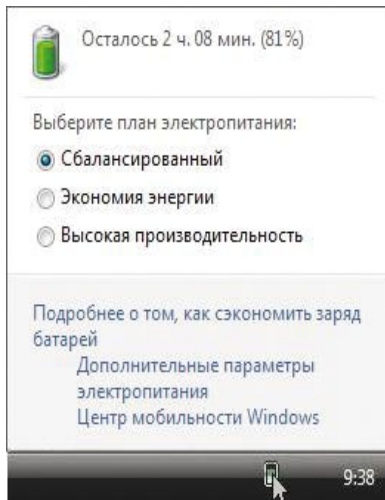 Осталось 2 ч. 08 мин. (81%)
Выберите план электропитания:
Сбалансированный
Экономия энергии
Высокая производительность
Подробнее о том, как сэкономить заряд
батарей
Дополнительные параметры
электропитания
Центр мобильности Windows
9:38